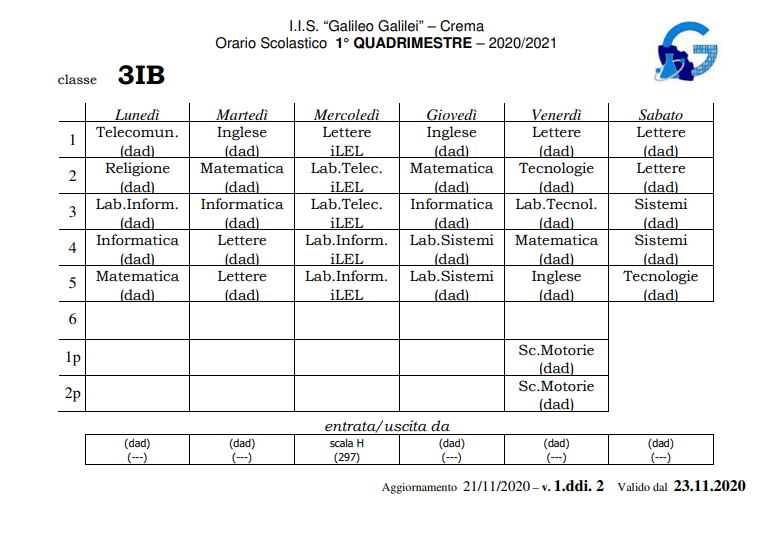 I.I.S. “Galileo Galilei” – Crema
Orario Scolastico 1° QUADRIMESTRE – 2020/2021
classe 3IB
Lunedì Martedì Mercoledì Giovedì Venerdì Sabato
1 Telecomun. Inglese Lettere Inglese Lettere Lettere
(dad) (dad) iLEL (dad) (dad) (dad)
2 Religione Matematica Lab.Telec. Matematica Tecnologie Lettere
(dad) (dad) iLEL (dad) (dad) (dad)
3 Lab.Inform. Informatica Lab.Telec. Informatica Lab.Tecnol. Sistemi
(dad) (dad) iLEL (dad) (dad) (dad)
4 Informatica Lettere Lab.Inform. Lab.Sistemi Matematica Sistemi
(dad) (dad) iLEL (dad) (dad) (dad)
5 Matematica Lettere Lab.Inform. Lab.Sistemi Inglese Tecnologie
(dad) (dad) iLEL (dad) (dad) (dad)
6
1p Sc.Motorie
(dad)
2p Sc.Motorie
(dad)
entrata/uscita da
(dad) (dad) scala H (dad) (dad) (dad)
(---) (---) (297) (---) (---) (---)
Aggiornamento 21/11/2020 – v. 1.ddi. 2 Valido dal 23.11.2020